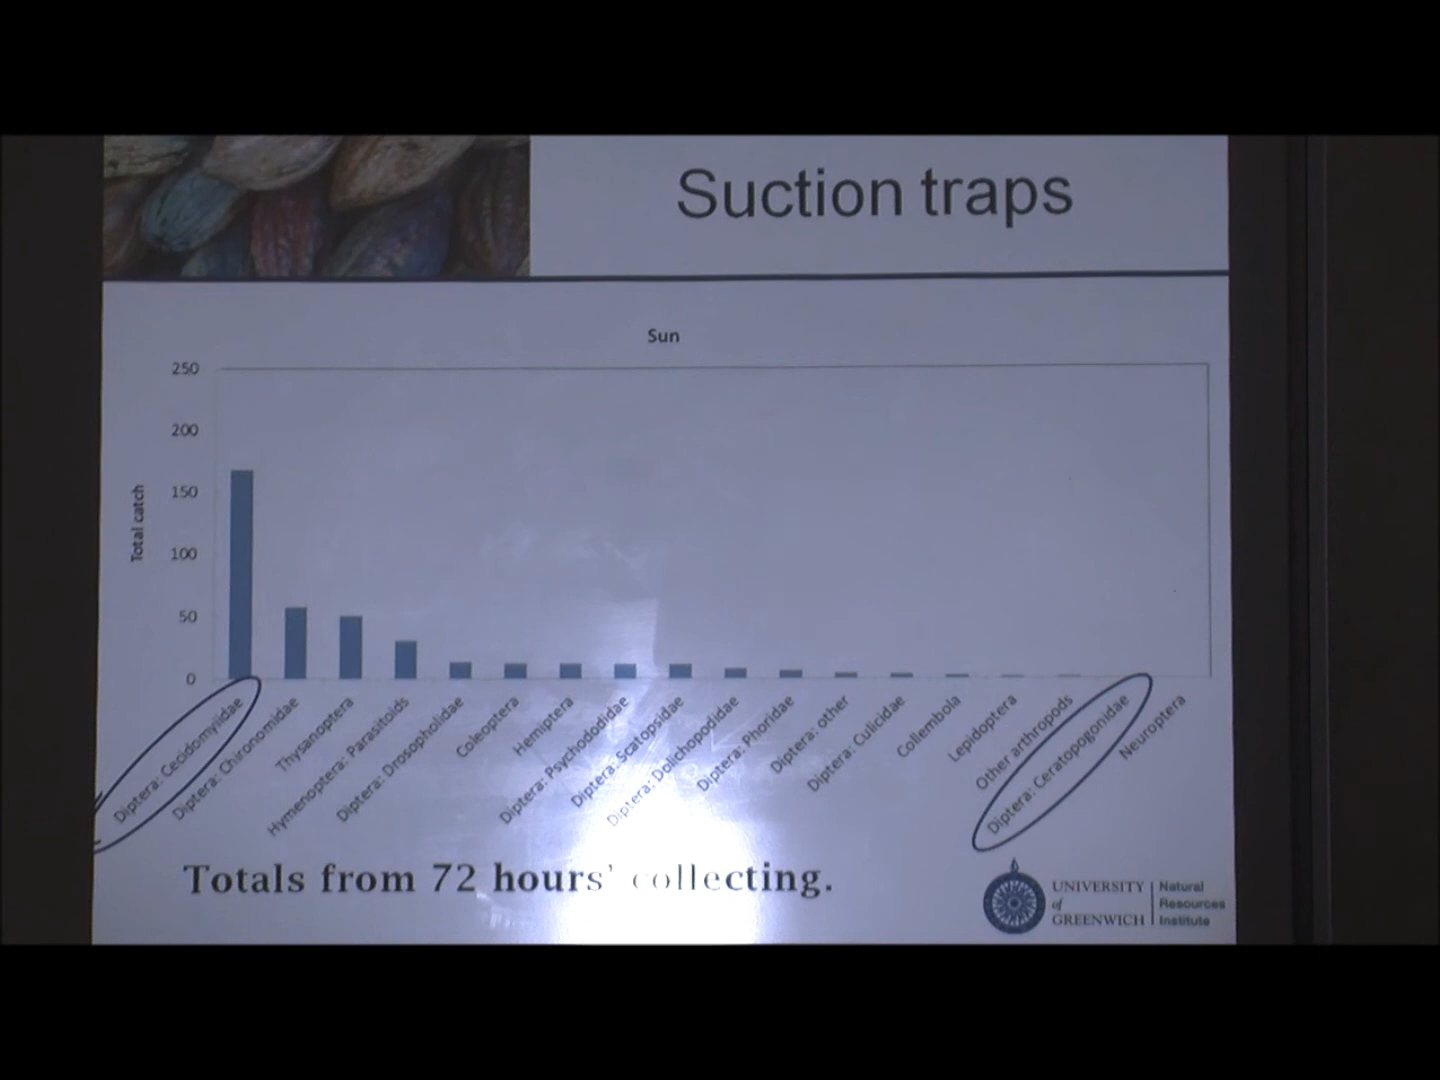 Suction traps
Sun
250
200
150
100
50
0
Total catch
Diptera: Cecidomyiidae
Diptera: Chironomidae
Thysanoptera
Hymenoptera: Parasitoids
Diptera: Drosopholidae
Coleoptera
Hemiptera
Diptera: Psychodidae
Diptera: Scatopsidae
Diptera: Dolichopodidae
Diptera: Phoridae
Diptera: other
Diptera: Culicidae
Collembola
Lepidoptera
Other arthropods
Diptera: Ceratopogonidae
Neuroptera
Totals from 72 hours’ collecting.
UNIVERSITY
of
GREENWICH
Natural
Resources
Institute